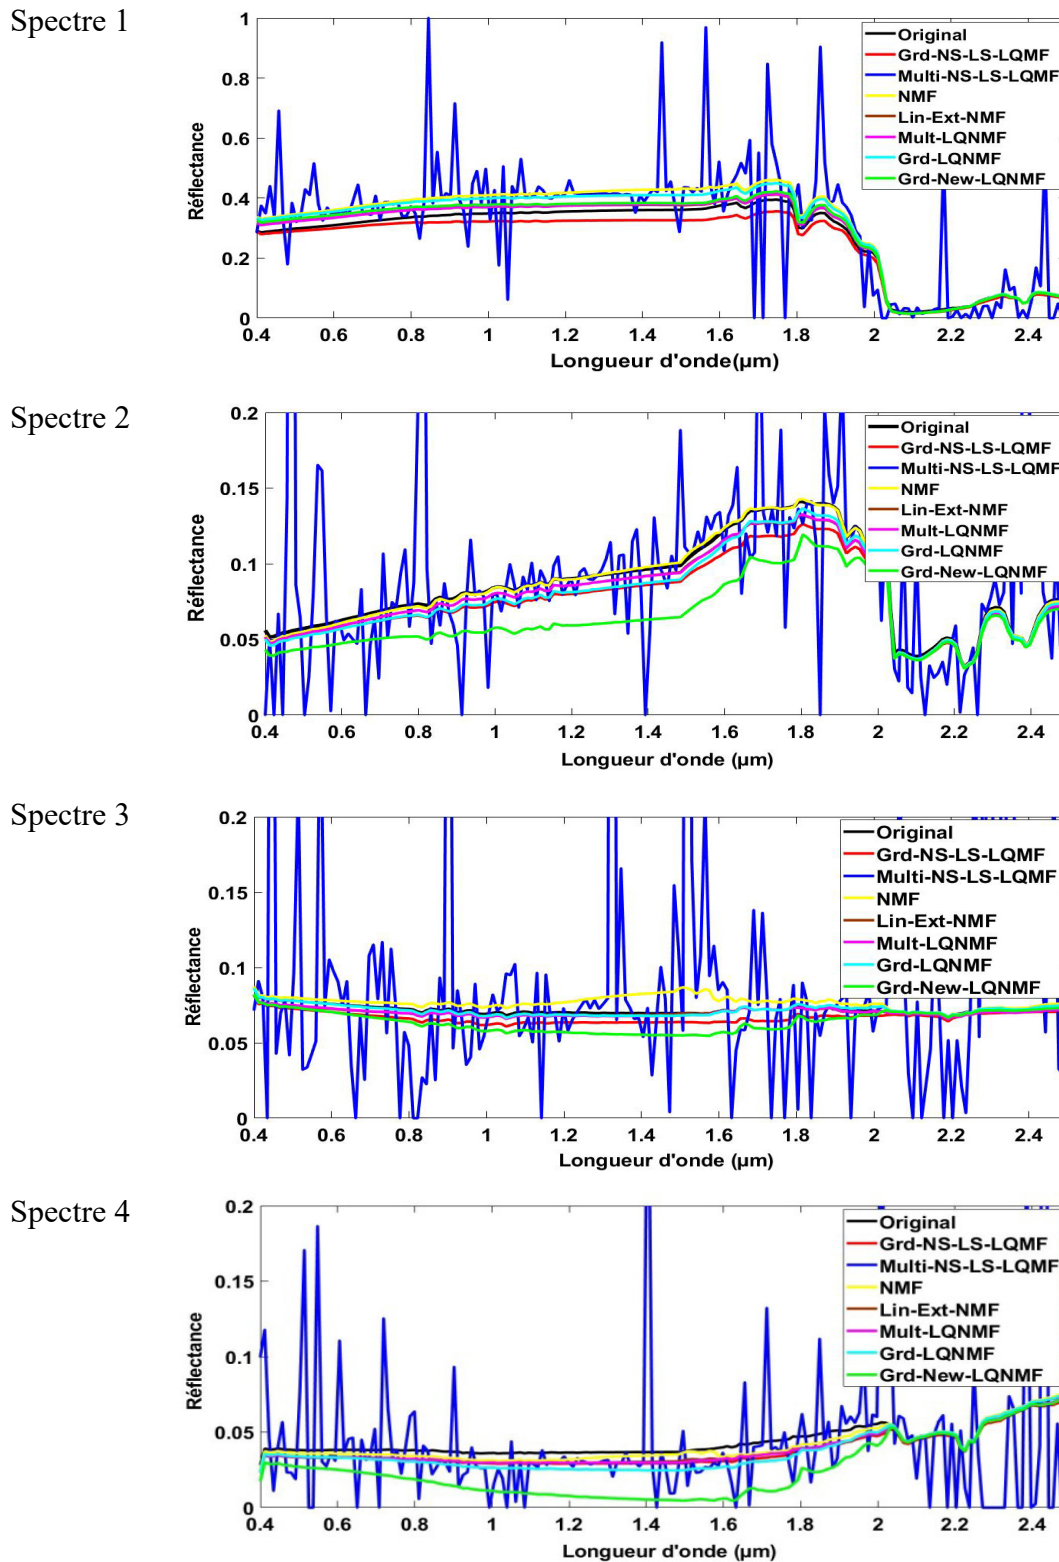 Spectre 1
Réflectance
1
0.8
0.6
0.4
0.2
0
0.4 0.6 0.8 1 1.2 1.4 1.6 1.8 2 2.2 2.4
Longueur d'onde(µm)
Original
Grd-NS-LS-LQMF
Multi-NS-LS-LQMF
NMF
Lin-Ext-NMF
Mult-LQNMF
Grd-LQNMF
Grd-New-LQNMF
Spectre 2
Réflectance
0.2
0.15
0.1
0.05
0
0.4 0.6 0.8 1 1.2 1.4 1.6 1.8 2 2.2 2.4
Longueur d'onde (µm)
Original
Grd-NS-LS-LQMF
Multi-NS-LS-LQMF
NMF
Lin-Ext-NMF
Mult-LQNMF
Grd-LQNMF
Grd-New-LQNMF
Spectre 3
Réflectance
0.2
0.15
0.1
0.05
0
0.4 0.6 0.8 1 1.2 1.4 1.6 1.8 2 2.2 2.4
Longueur d'onde (µm)
Original
Grd-NS-LS-LQMF
Multi-NS-LS-LQMF
NMF
Lin-Ext-NMF
Mult-LQNMF
Grd-LQNMF
Grd-New-LQNMF
Spectre 4
Réflectance
0.2
0.15
0.1
0.05
0
0.4 0.6 0.8 1 1.2 1.4 1.6 1.8 2 2.2 2.4
Longueur d'onde (µm)
Original
Grd-NS-LS-LQMF
Multi-NS-LS-LQMF
NMF
Lin-Ext-NMF
Mult-LQNMF
Grd-LQNMF
Grd-New-LQNMF